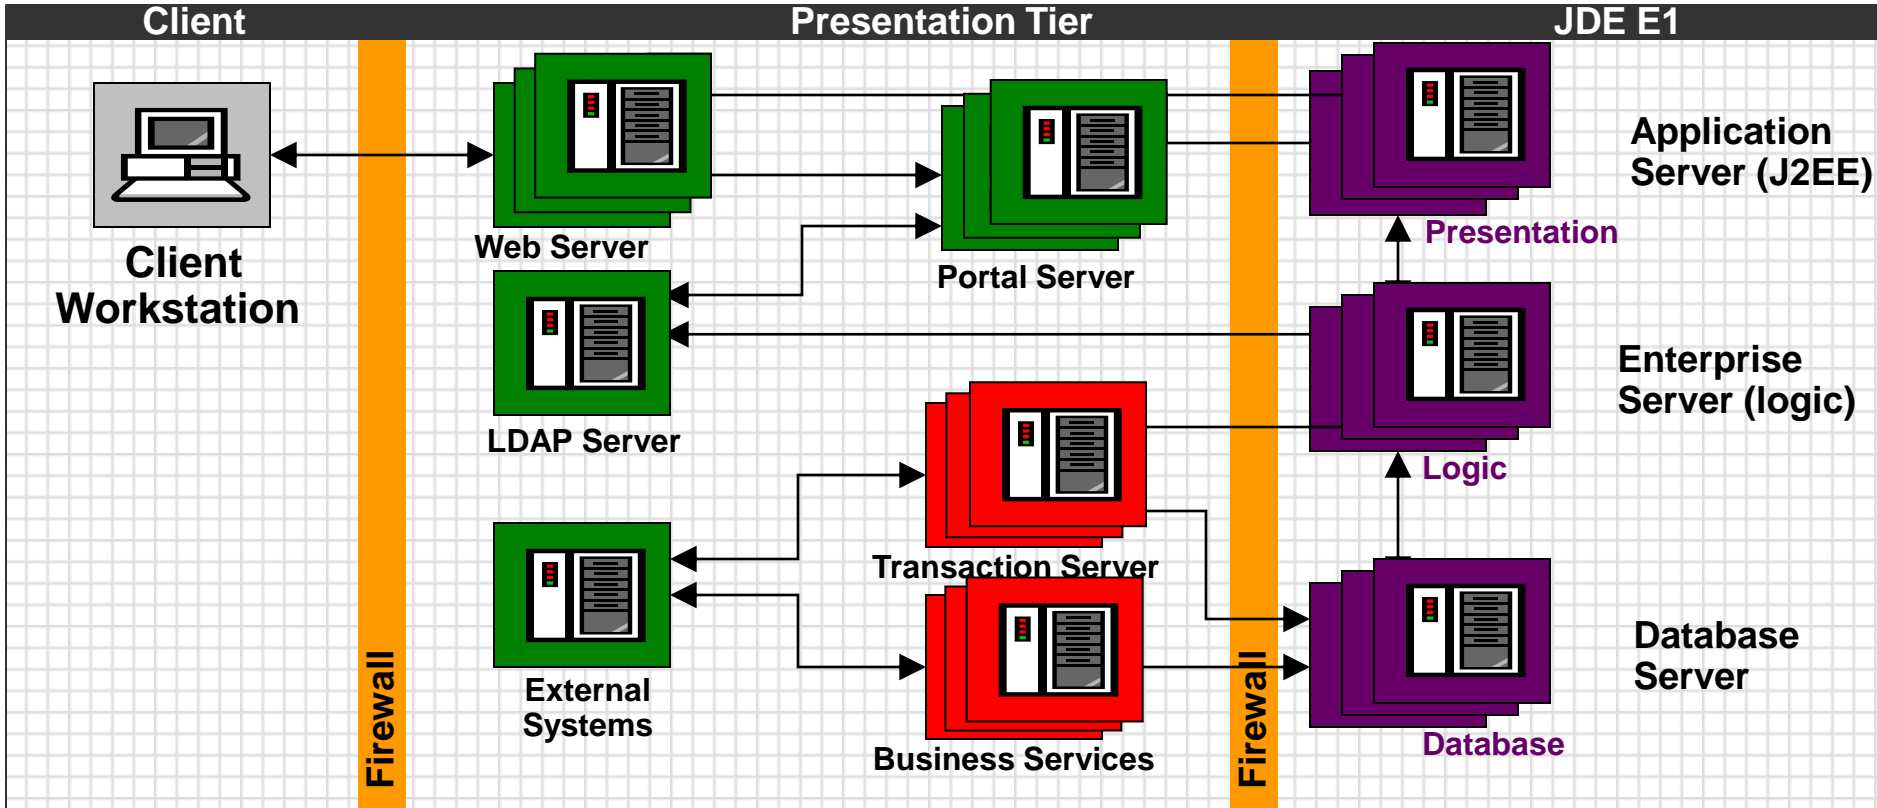 Client
Presentation Tier
JDE E1
Application
Server (J2EE)
Presentation
Web Server
Client
Workstation
Portal Server
Enterprise
Server (logic)
LDAP Server
Logic
Transaction Server
Firewall
Firewall
Database
Server
External
Systems
Database
Business Services